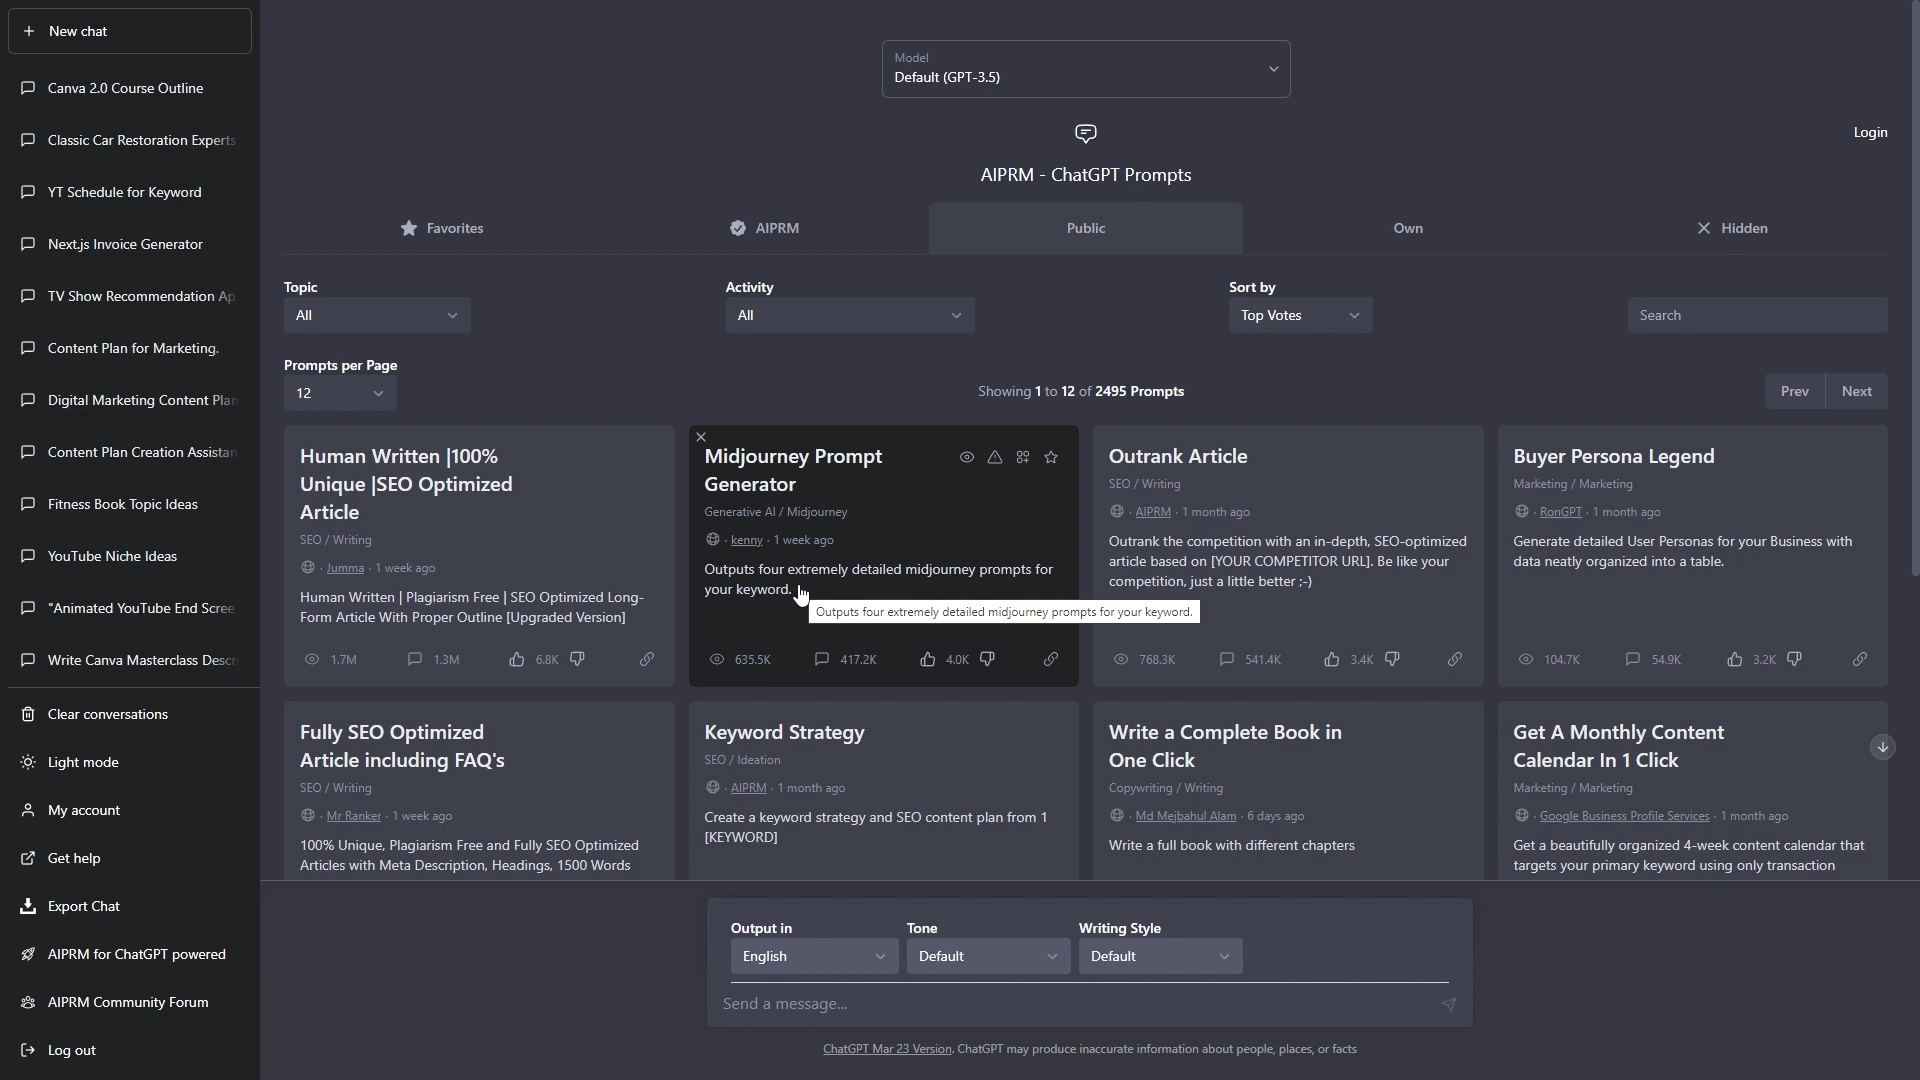 New chat
Canva 2.0 Course Outline
Classic Car Restoration Experts
YT Schedule for Keyword
Next.js Invoice Generator
TV Show Recommendation Ap
Content Plan for Marketing.
Digital Marketing Content Plan
Content Plan Creation Assistan
Fitness Book Topic Ideas
YouTube Niche Ideas
"Animated YouTube End Scree
Write Canva Masterclass Descri
Clear conversations
Light mode
My account
Get help
Export Chat
AIPRM for ChatGPT powered
AIPRM Community Forum
Log out
Model
Default (GPT-3.5)
Login
AIPRM - ChatGPT Prompts
Favorites
AIPRM
Public
Own
Hidden
Topic
All
Activity
All
Sort by
Top Votes
Search
Prompts per Page
12
Showing 1 to 12 of 2495 Prompts
Prev
Next
Human Written |100%
Unique |SEO Optimized
Article
SEO / Writing
· Jumma · 1 week ago
Human Written | Plagiarism Free | SEO Optimized Long-
Form Article With Proper Outline [Upgraded Version]
1.7M 1.3M 6.8K
Midjourney Prompt
Generator
Generative AI / Midjourney
· kenny · 1 week ago
Outputs four extremely detailed midjourney prompts for
your keyword.
Outputs four extremely detailed midjourney prompts for your keyword.
635.5K 417.2K 4.0K
Outrank Article
SEO / Writing
· AIPRM · 1 month ago
Outrank the competition with an in-depth, SEO-optimized
article based on [YOUR COMPETITOR URL]. Be like your
competition, just a little better ;-)
768.3K 541.4K 3.4K
Buyer Persona Legend
Marketing / Marketing
· RonGPT · 1 month ago
Generate detailed User Personas for your Business with
data neatly organized into a table.
104.7K 54.9K 3.2K
Fully SEO Optimized
Article including FAQ's
SEO / Writing
· Mr Ranker · 1 week ago
100% Unique, Plagiarism Free and Fully SEO Optimized
Articles with Meta Description, Headings, 1500 Words
Keyword Strategy
SEO / Ideation
· AIPRM · 1 month ago
Create a keyword strategy and SEO content plan from 1
[KEYWORD]
Write a Complete Book in
One Click
Copywriting / Writing
· Md Mejbahul Alam · 6 days ago
Write a full book with different chapters
Get A Monthly Content
Calendar In 1 Click
Marketing / Marketing
· Google Business Profile Services · 1 month ago
Get a beautifully organized 4-week content calendar that
targets your primary keyword using only transaction
Output in
English
Tone
Default
Writing Style
Default
Send a message...
ChatGPT Mar 23 Version. ChatGPT may produce inaccurate information about people, places, or facts